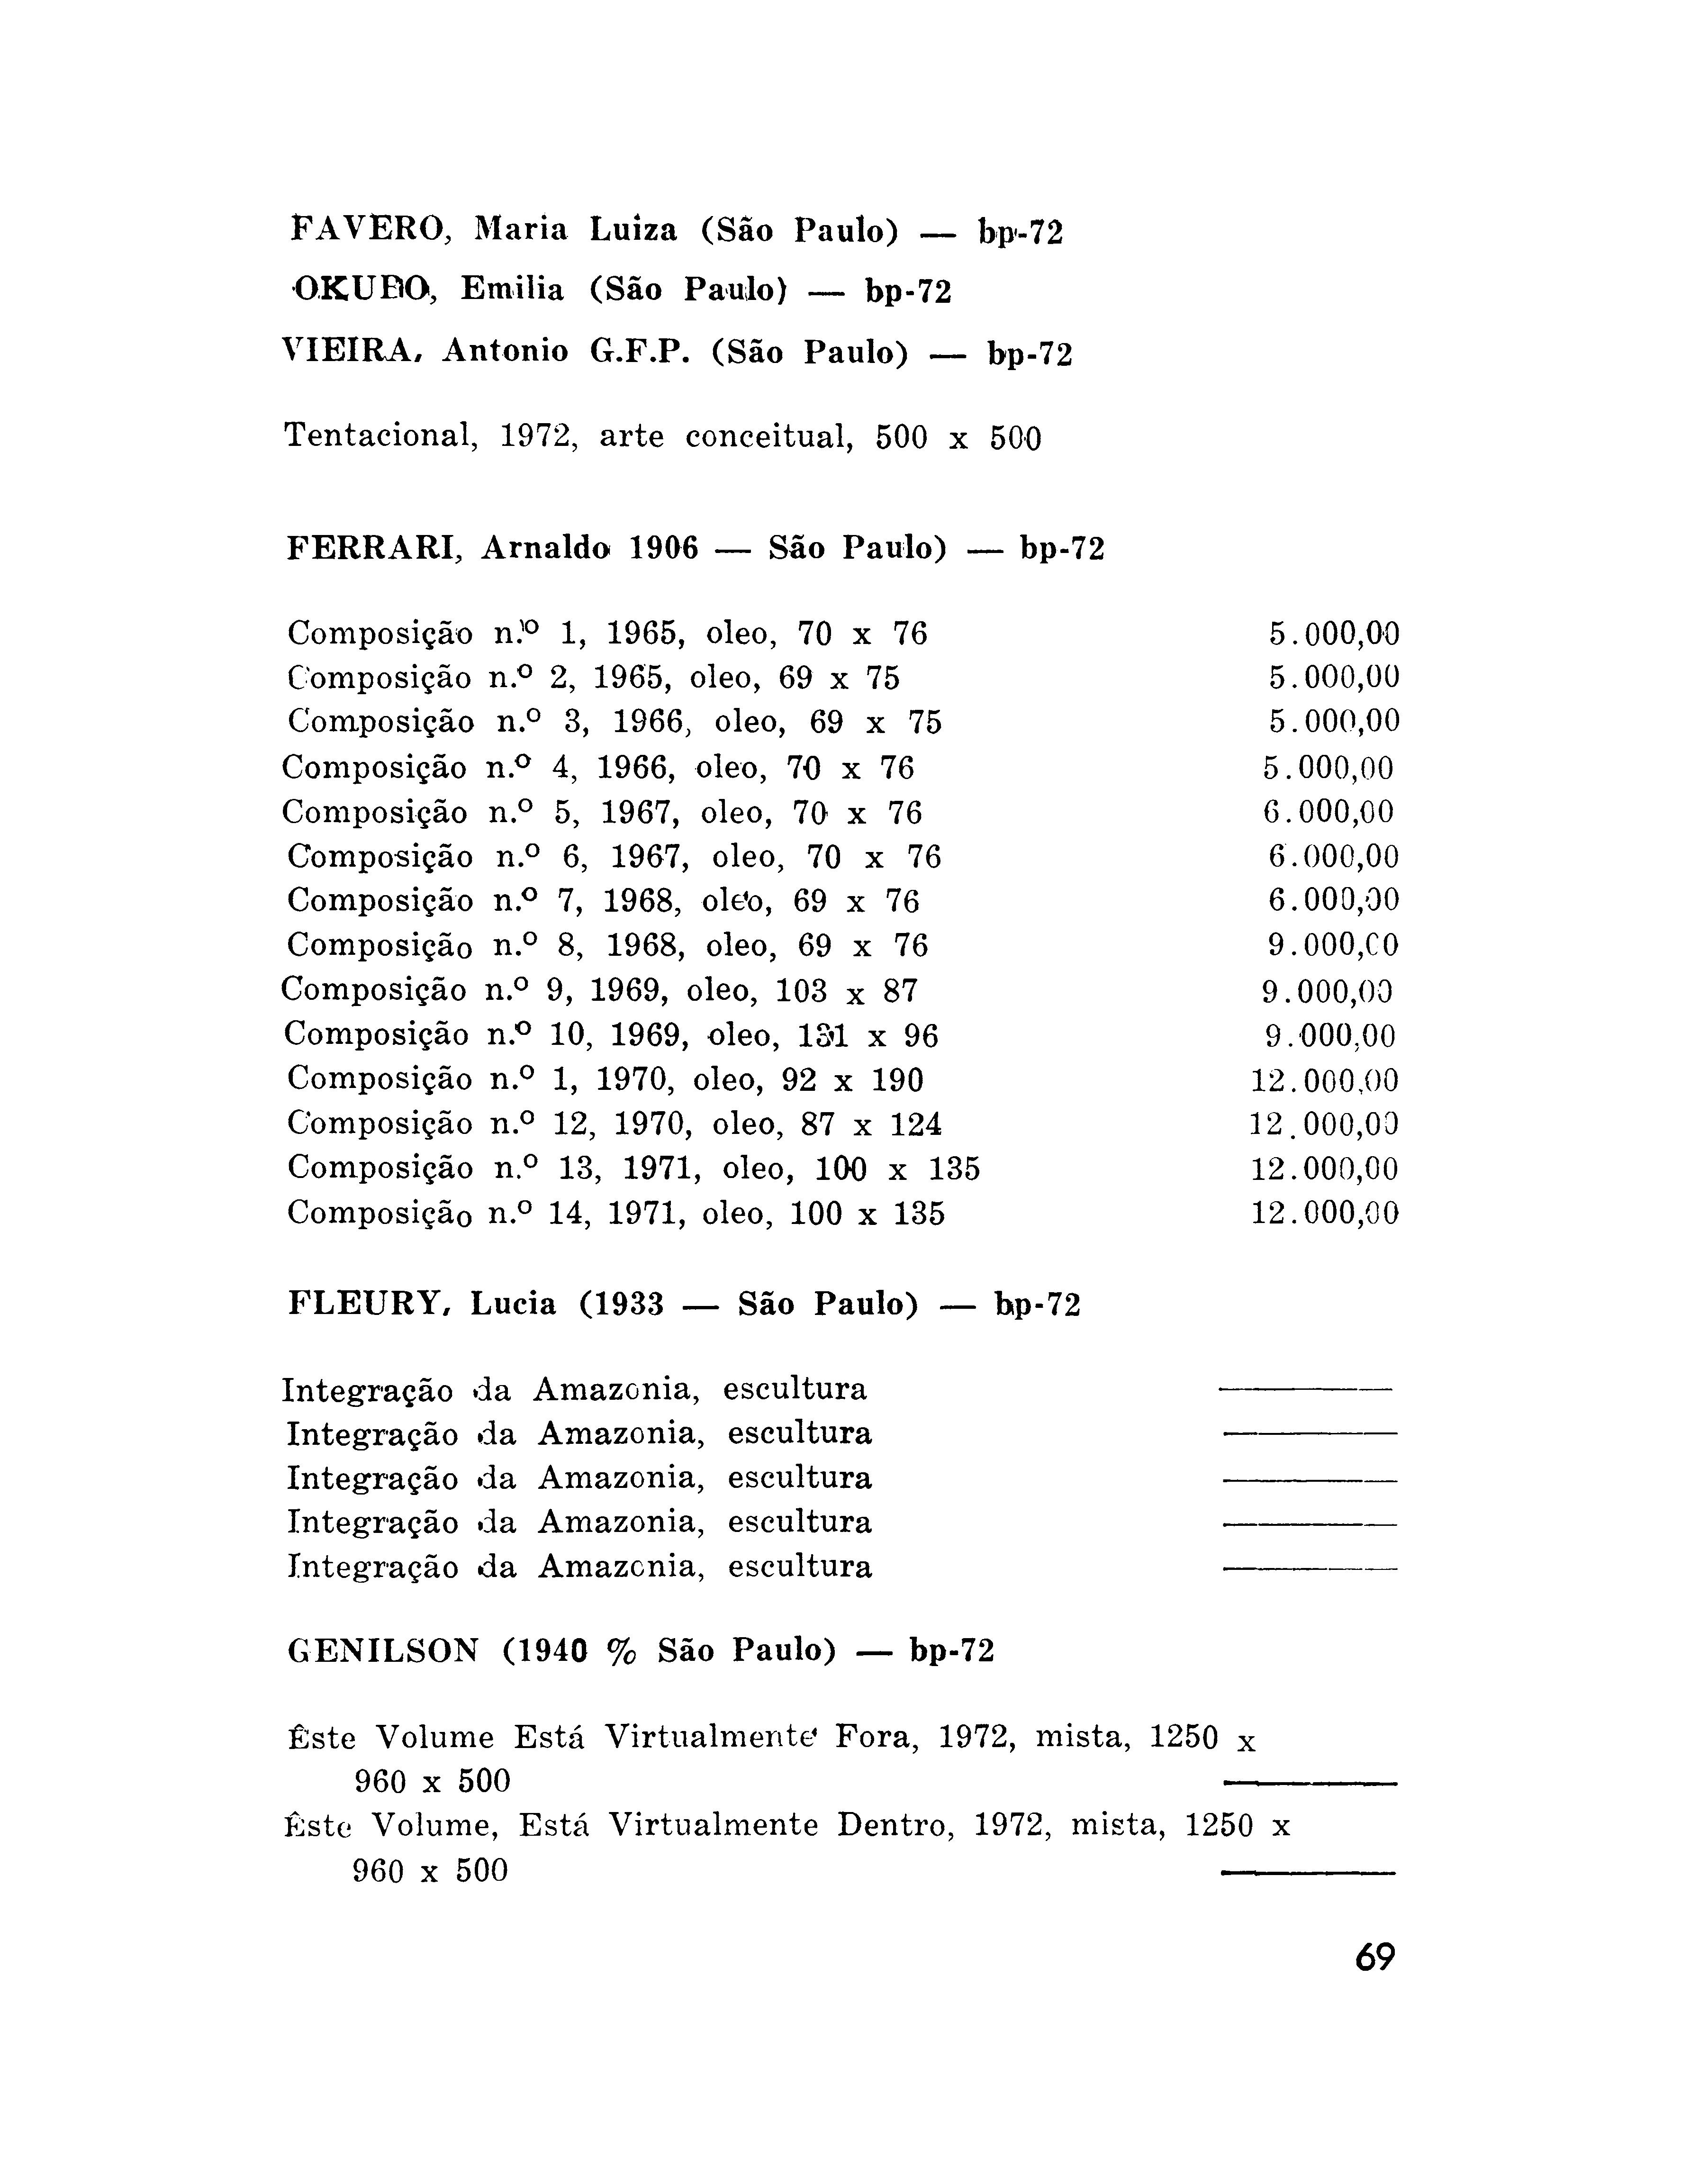 FAVERO, Maria Luiza (São Paulo) — bp-72
OKUBO, Emilia (São Paulo) — bp-72
VIEIRA, Antonio G.F.P. (São Paulo) — bp-72
Tentacional, 1972, arte conceitual, 500 x 500
FERRARI, Arnaldo 1906 — São Paulo) — bp-72
Composição n.º 1, 1965, oleo, 70 x 76 5.000,00
Composição n.º 2, 1965, oleo, 69 x 75 5.000,00
Composição n.º 3, 1966, oleo, 69 x 75 5.000,00
Composição n.º 4, 1966, oleo, 70 x 76 5.000,00
Composição n.º 5, 1967, oleo, 70 x 76 6.000,00
Composição n.º 6, 1967, oleo, 70 x 76 6.000,00
Composição n.º 7, 1968, oleo, 69 x 76 6.000,00
Composição n.º 8, 1968, oleo, 69 x 76 9.000,00
Composição n.º 9, 1969, oleo, 103 x 87 9.000,00
Composição n.º 10, 1969, oleo, 131 x 96 9.000,00
Composição n.º 1, 1970, oleo, 92 x 190 12.000,00
Composição n.º 12, 1970, oleo, 87 x 124 12.000,00
Composição n.º 13, 1971, oleo, 100 x 135 12.000,00
Composição n.º 14, 1971, oleo, 100 x 135 12.000,00
FLEURY, Lucia (1933 — São Paulo) — bp-72
Integração da Amazonia, escultura ————
Integração da Amazonia, escultura ————
Integração da Amazonia, escultura ————
Integração da Amazonia, escultura ————
Integração da Amazonia, escultura ————
GENILSON (1940 % São Paulo) — bp-72
Êste Volume Está Virtualmente Fora, 1972, mista, 1250 x
960 x 500 ————
Êste Volume, Está Virtualmente Dentro, 1972, mista, 1250 x
960 x 500 ————
69